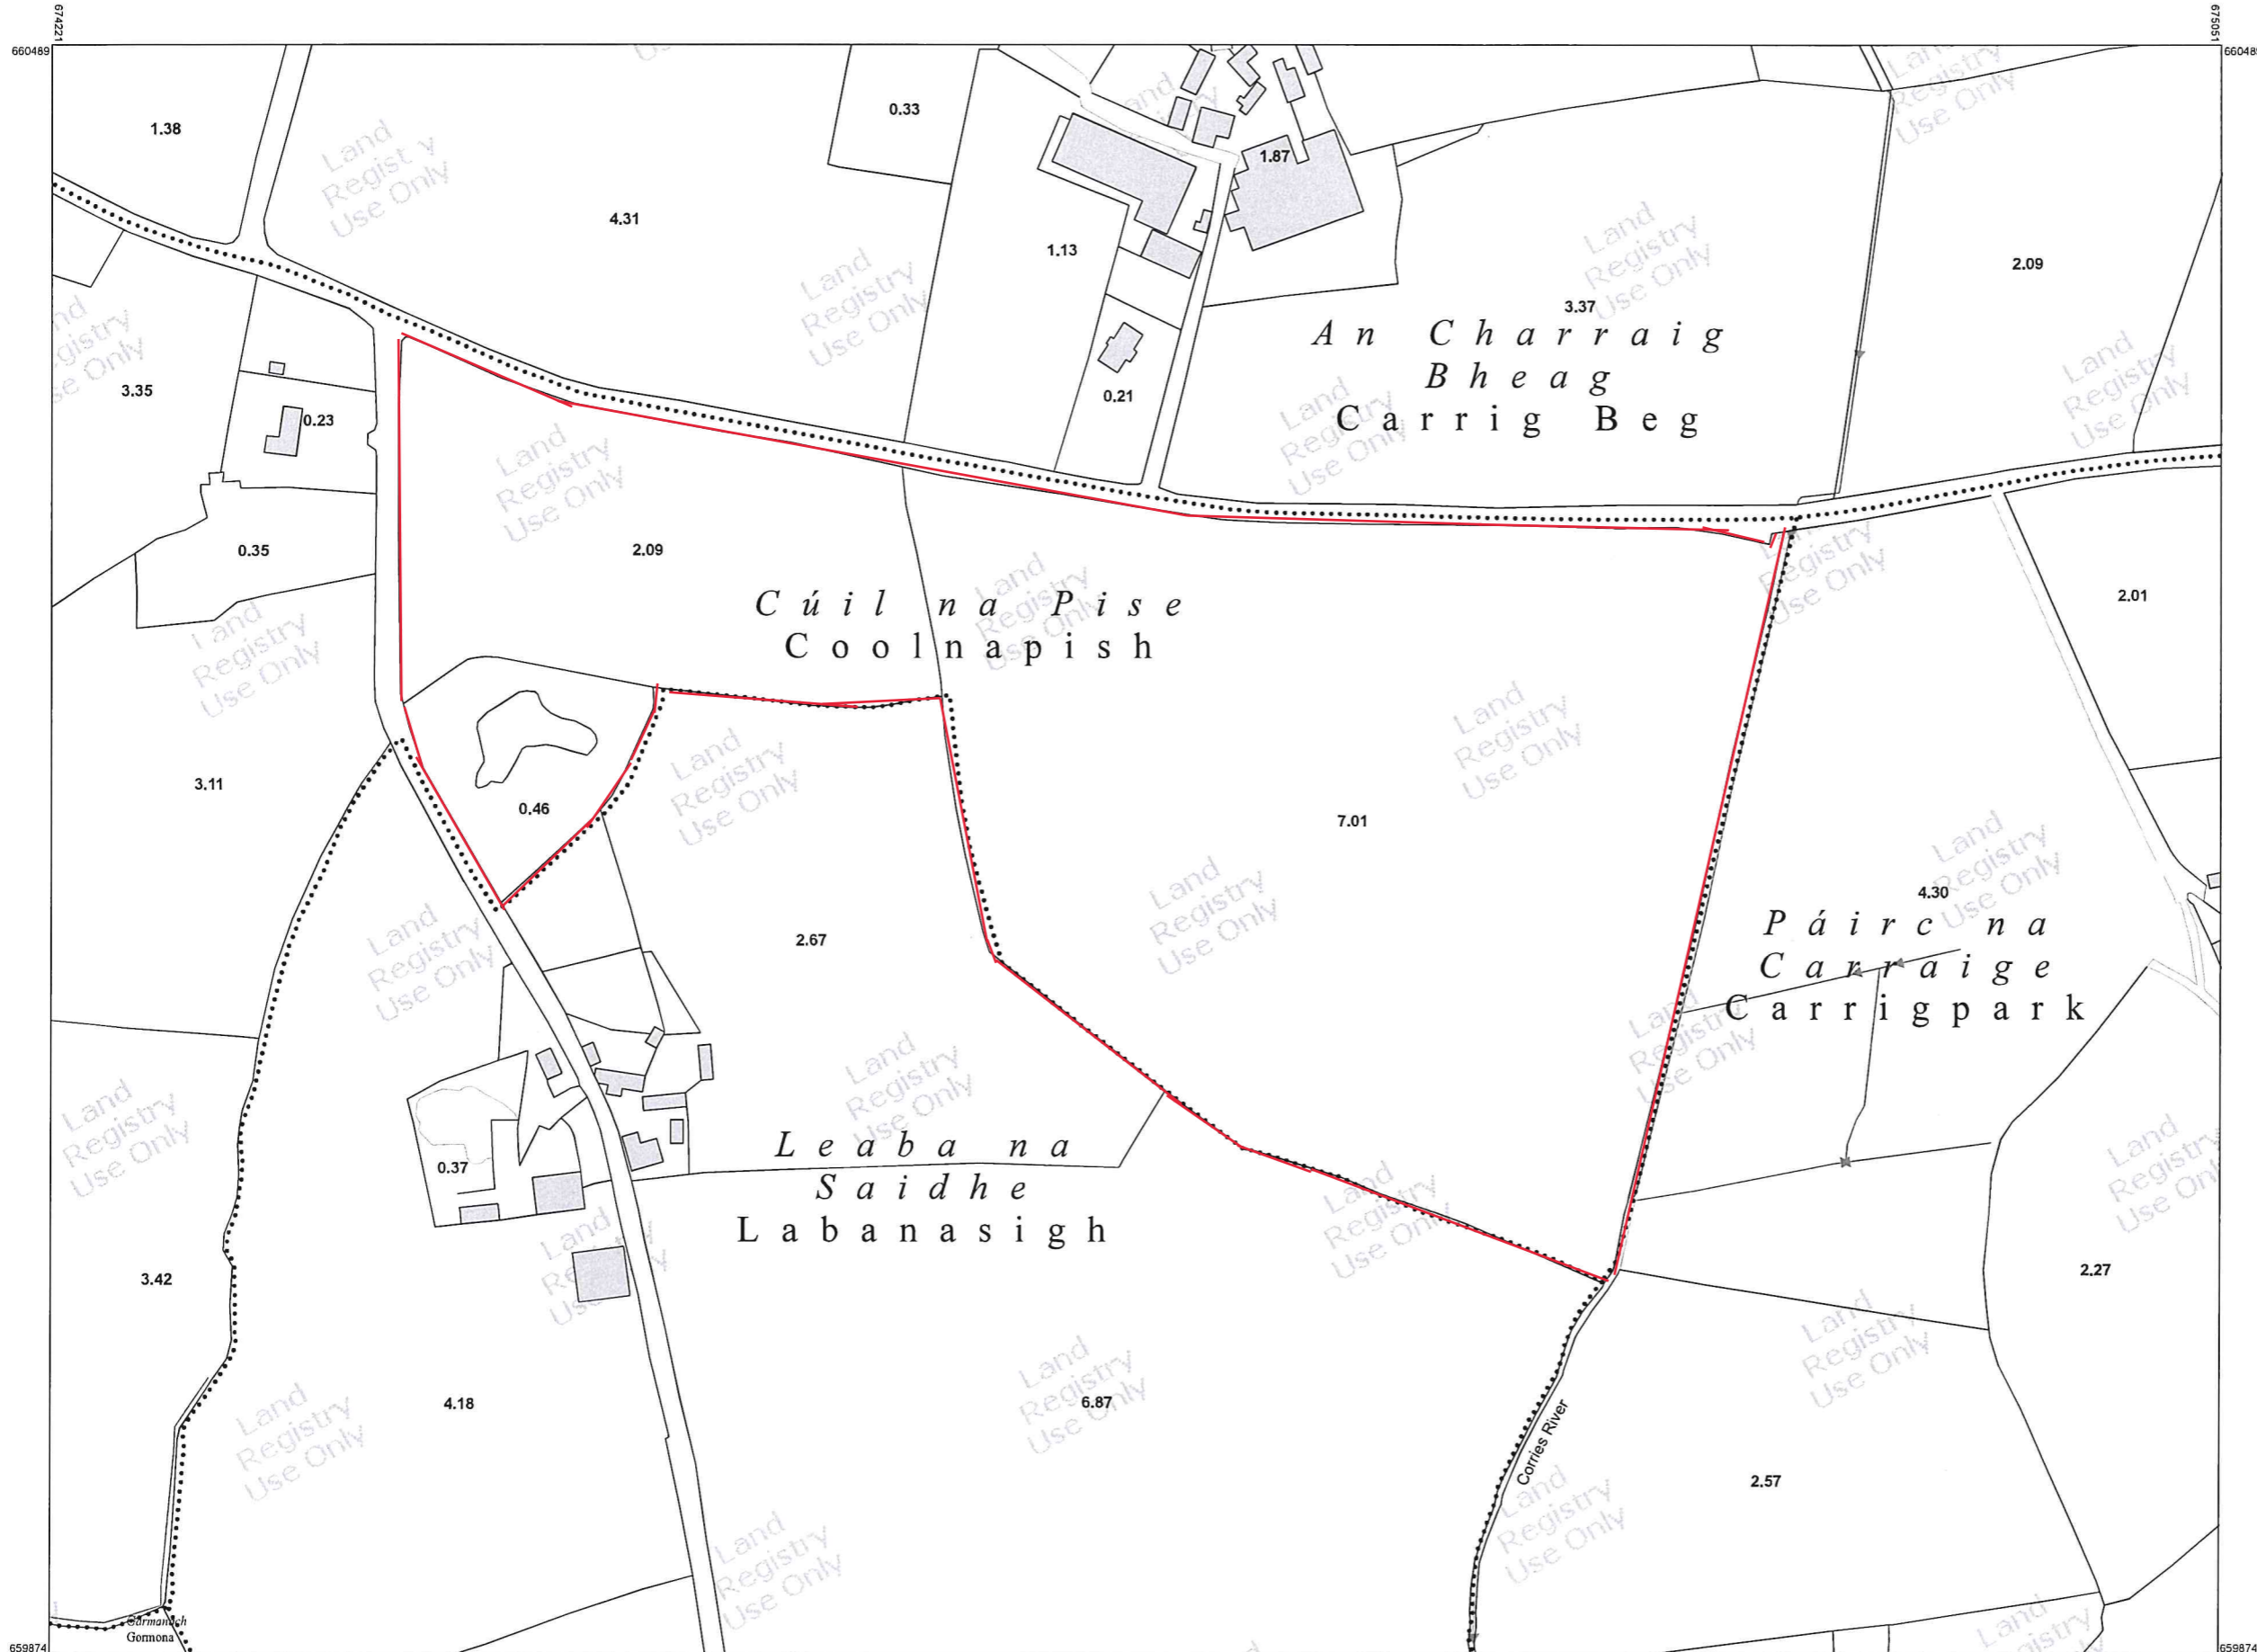 674221
675051
660489
66048
1.38
0.33
1.87
4.31
1.13
2.09
3.37
An Charraig
Bheag
Carrig Beg
3.35
0.23
0.21
0.35
2.09
2.01
Cúil na Pise
Coolnapish
3.11
0.46
7.01
4.30
2.67
Páirc na
Carraige
Carrigpark
0.37
Leaba na
Saidhe
Labanasigh
3.42
2.27
4.18
6.87
Corries River
2.57
Garmanach
Gormona
659874
659874
Land
Registry
Use Only